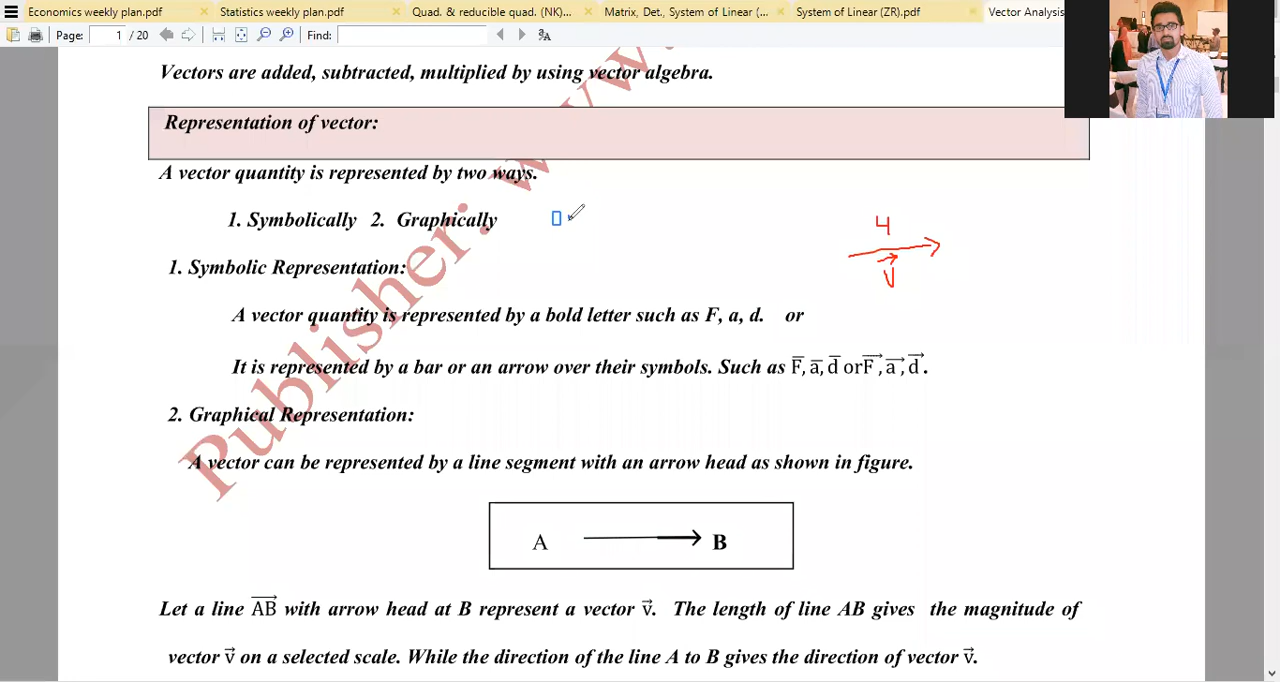 Economics weekly plan.pdf Statistics weekly plan.pdf Quad. & reducible quad. (NK)... Matrix, Det., System of Linear (... System of Linear (ZR).pdf Vector Analysis
Page: 1 / 20 Find:
Vectors are added, subtracted, multiplied by using vector algebra.
Representation of vector:
A vector quantity is represented by two ways.
1. Symbolically 2. Graphically
4
v⃗
1. Symbolic Representation:
A vector quantity is represented by a bold letter such as F, a, d. or
It is represented by a bar or an arrow over their symbols. Such as F̅, a̅, d̅ orF⃗ ,a⃗ ,d⃗ .
2. Graphical Representation:
A vector can be represented by a line segment with an arrow head as shown in figure.
A B
Let a line A͞B⃗ with arrow head at B represent a vector v⃗. The length of line AB gives the magnitude of
vector v⃗ on a selected scale. While the direction of the line A to B gives the direction of vector v⃗.
Publisher: www.